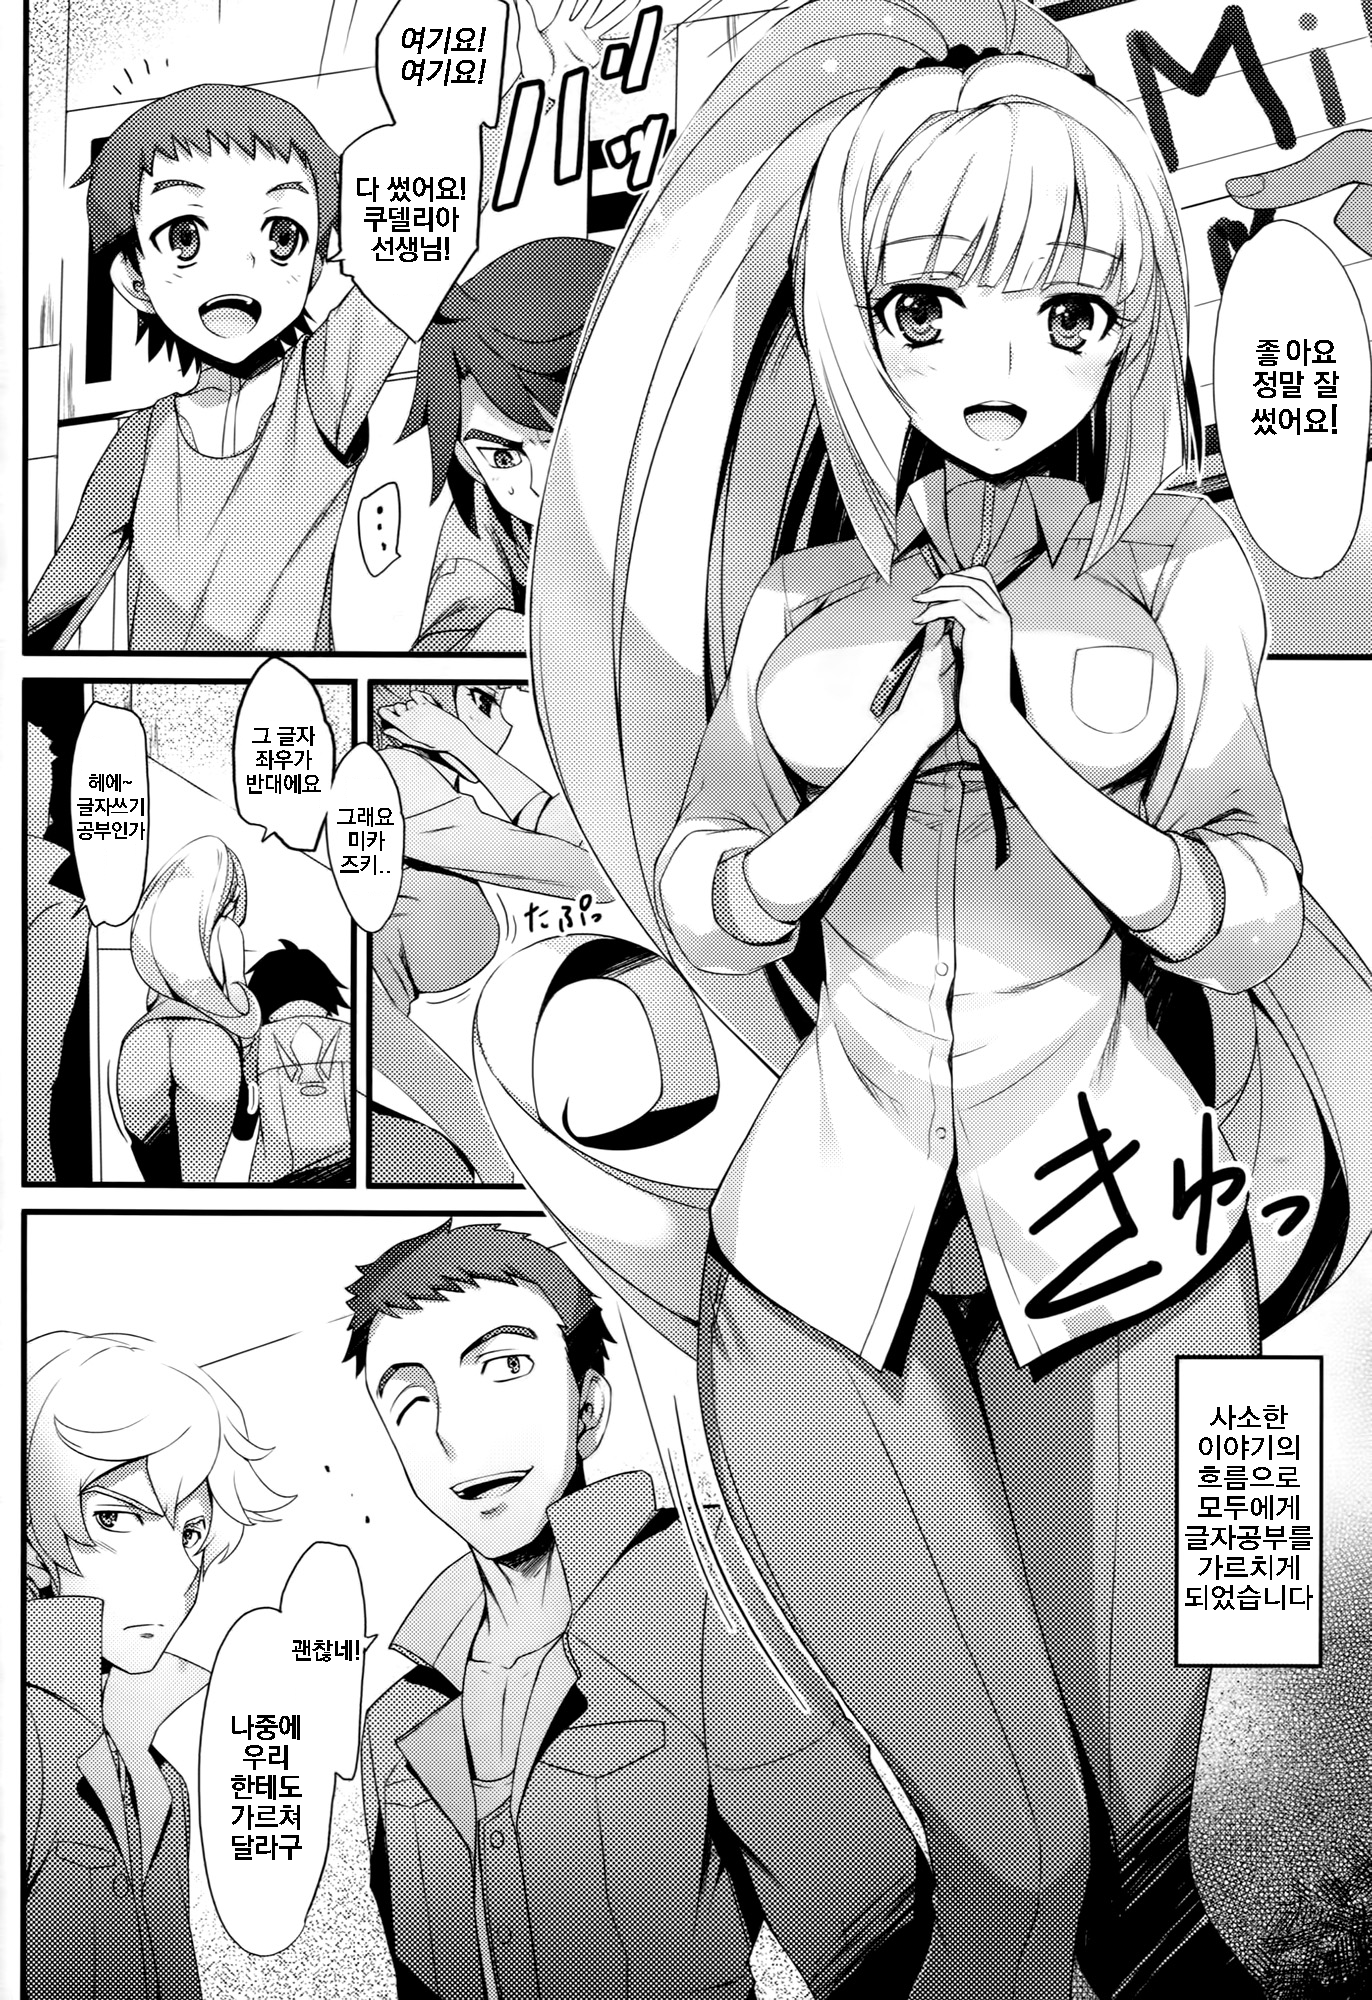 Mi
M
좋아요
정말 잘
썼어요!
여기요!
여기요!
バッ
다 썼어요!
쿠델리아
선생님!
…
きゅっ
사소한
이야기의
흐름으로
모두에게
글자공부를
가르치게
되었습니다
그래요
미카
즈키..
たぷっ
그 글자
좌우가
반대에요
헤에~
글자쓰기
공부인가
괜찮네!
나중에
우리
한테도
가르쳐
달라구